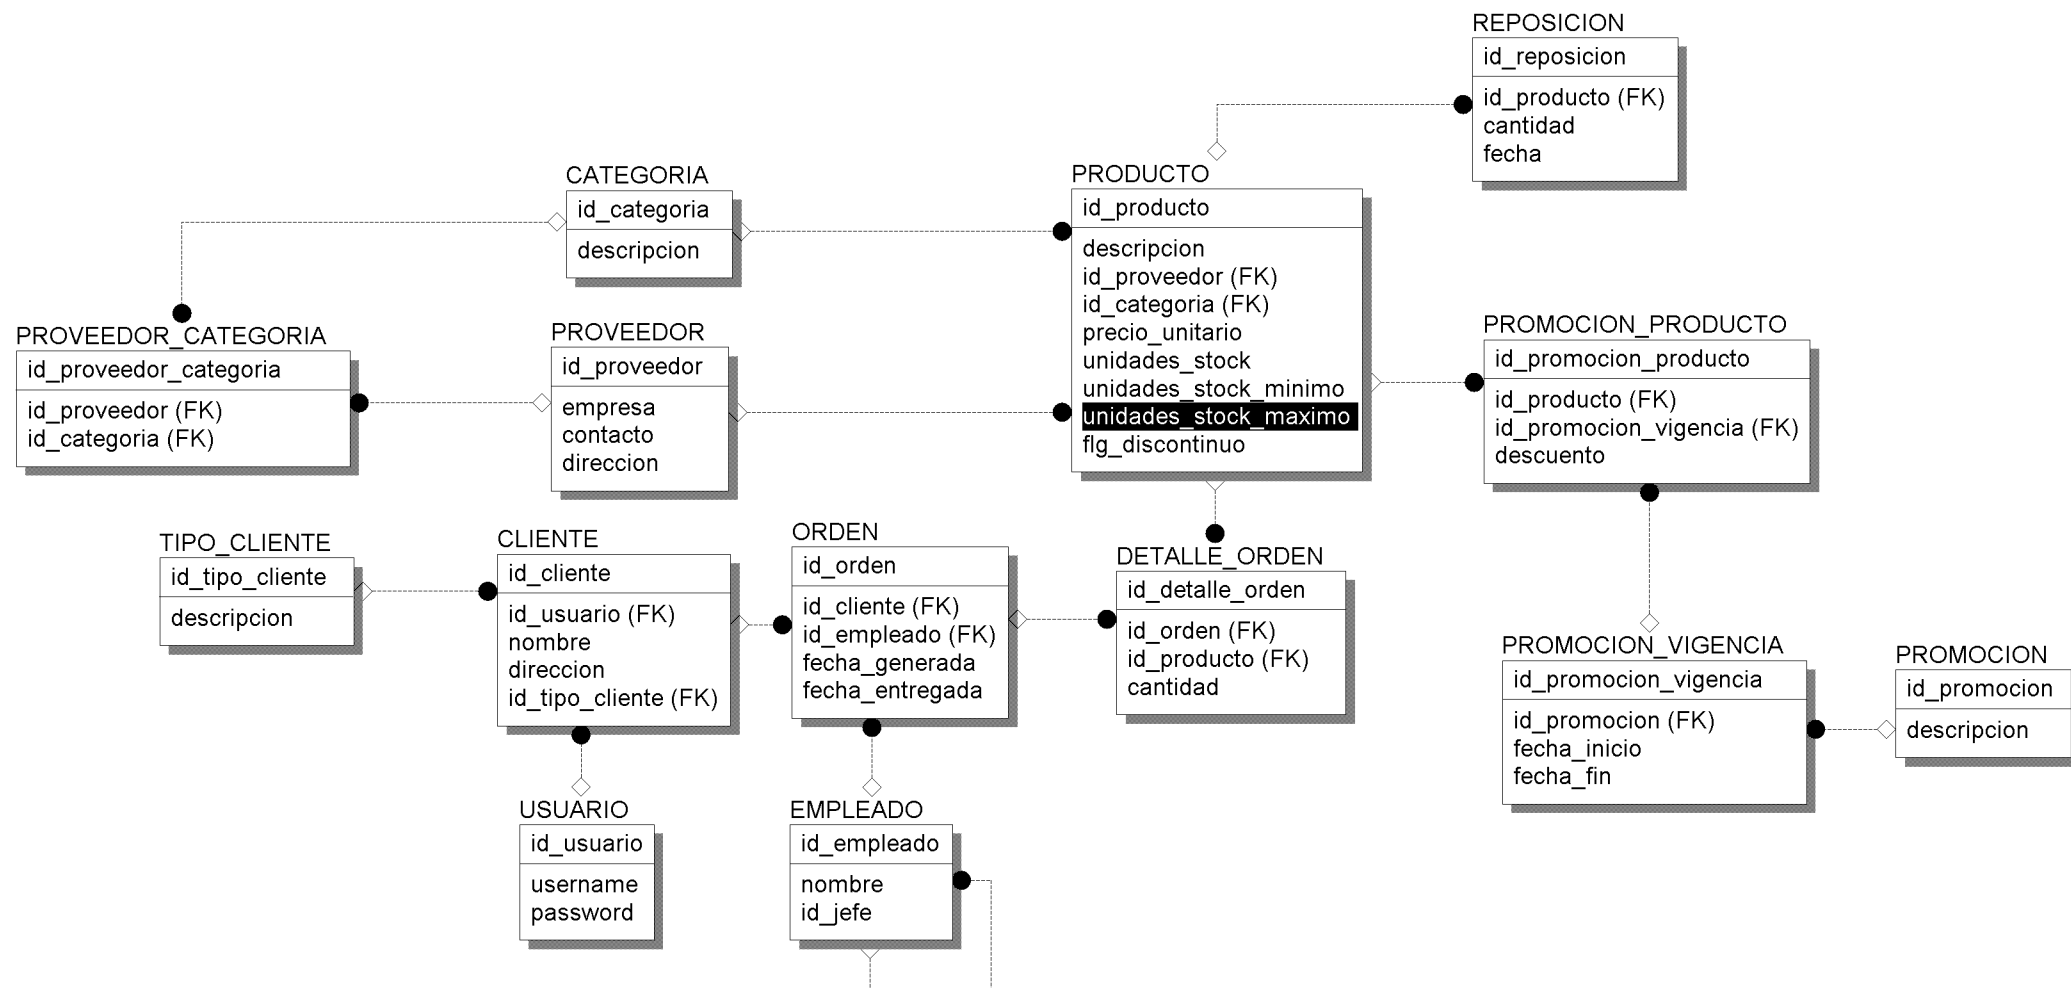 REPOSICION
id_reposicion
id_producto (FK)
cantidad
fecha
CATEGORIA
id_categoria
descripcion
PRODUCTO
id_producto
descripcion
id_proveedor (FK)
id_categoria (FK)
precio_unitario
unidades_stock
unidades_stock_minimo
unidades_stock_maximo
flg_discontinuo
PROVEEDOR_CATEGORIA
id_proveedor_categoria
id_proveedor (FK)
id_categoria (FK)
PROVEEDOR
id_proveedor
empresa
contacto
direccion
PROMOCION_PRODUCTO
id_promocion_producto
id_producto (FK)
id_promocion_vigencia (FK)
descuento
TIPO_CLIENTE
id_tipo_cliente
descripcion
CLIENTE
id_cliente
id_usuario (FK)
nombre
direccion
id_tipo_cliente (FK)
ORDEN
id_orden
id_cliente (FK)
id_empleado (FK)
fecha_generada
fecha_entregada
DETALLE_ORDEN
id_detalle_orden
id_orden (FK)
id_producto (FK)
cantidad
PROMOCION_VIGENCIA
id_promocion_vigencia
id_promocion (FK)
fecha_inicio
fecha_fin
PROMOCION
id_promocion
descripcion
USUARIO
id_usuario
username
password
EMPLEADO
id_empleado
nombre
id_jefe